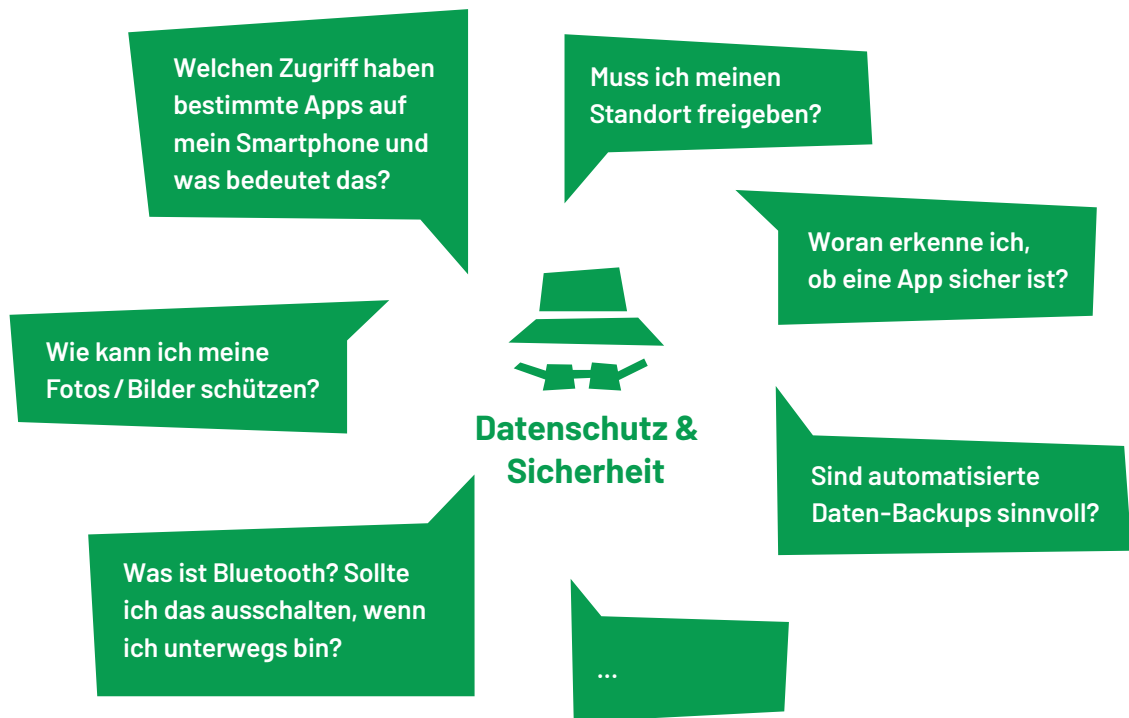 Welchen Zugriff haben
bestimmte Apps auf
mein Smartphone und
was bedeutet das?
Muss ich meinen
Standort freigeben?
Woran erkenne ich,
ob eine App sicher ist?
Wie kann ich meine
Fotos / Bilder schützen?
Datenschutz &
Sicherheit
Sind automatisierte
Daten-Backups sinnvoll?
Was ist Bluetooth? Sollte
ich das ausschalten, wenn
ich unterwegs bin?
...